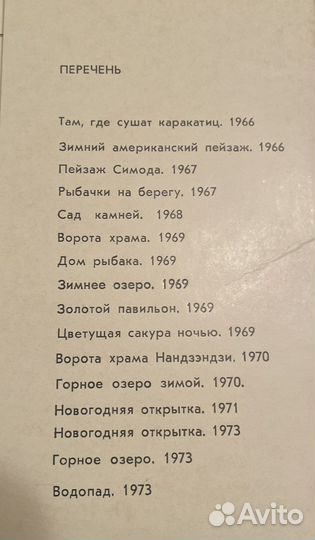 ПЕРЕЧЕНЬ
Там, где сушат каракатиц. 1966
Зимний американский пейзаж. 1966
Пейзаж Симода. 1967
Рыбачки на берегу. 1967
Сад камней. 1968
Ворота храма. 1969
Дом рыбака. 1969
Зимнее озеро. 1969
Золотой павильон. 1969
Цветущая сакура ночью. 1969
Ворота храма Нандзэндзи. 1970
Горное озеро зимой. 1970.
Новогодняя открытка. 1971
Новогодняя открытка. 1973
Горное озеро. 1973
Водопад. 1973
Avito